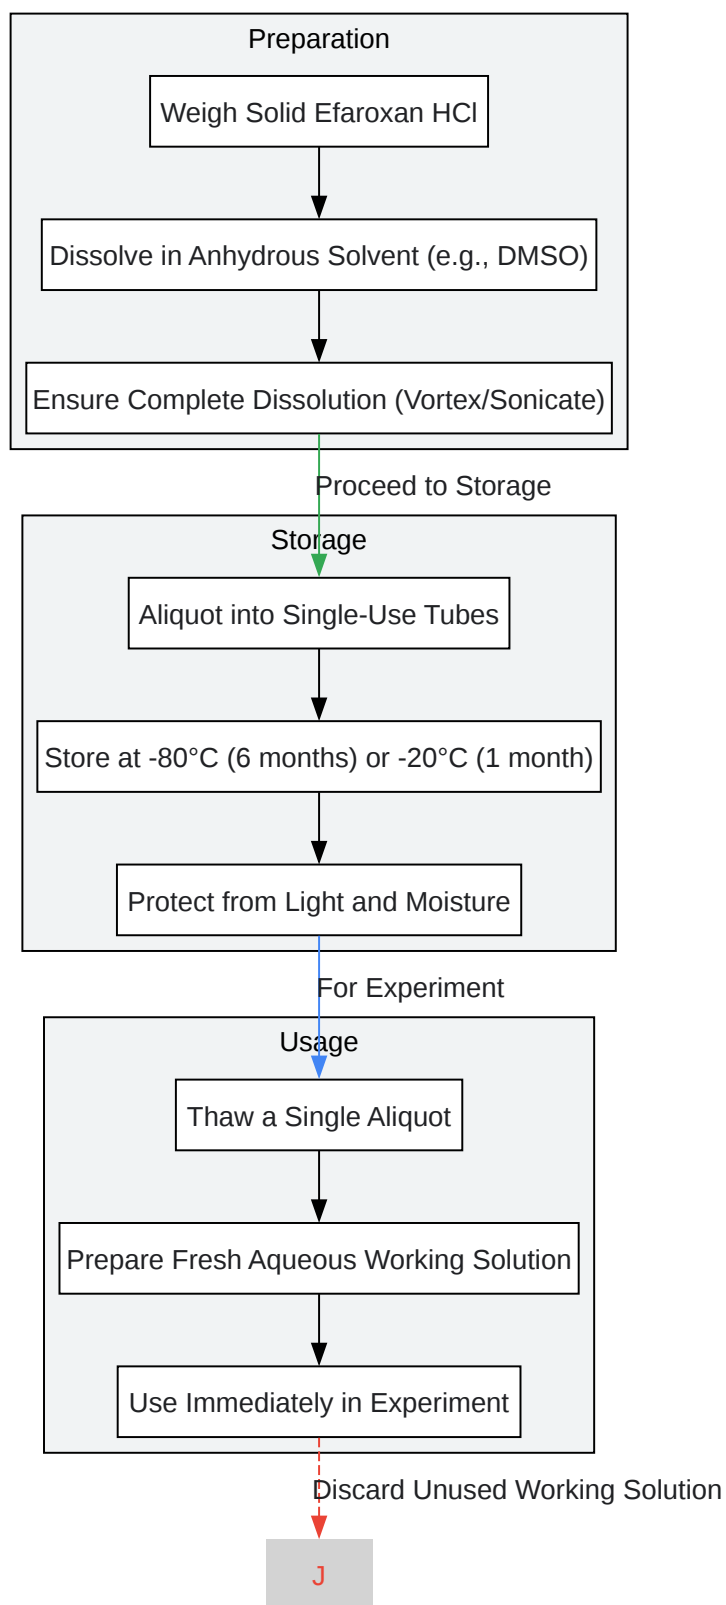 Preparation
Weigh Solid Efaroxan HCl
Dissolve in Anhydrous Solvent (e.g., DMSO)
Ensure Complete Dissolution (Vortex/Sonicate)
Proceed to Storage
Storage
Aliquot into Single-Use Tubes
Store at -80°C (6 months) or -20°C (1 month)
Protect from Light and Moisture
For Experiment
Usage
Thaw a Single Aliquot
Prepare Fresh Aqueous Working Solution
Use Immediately in Experiment
Discard Unused Working Solution
J